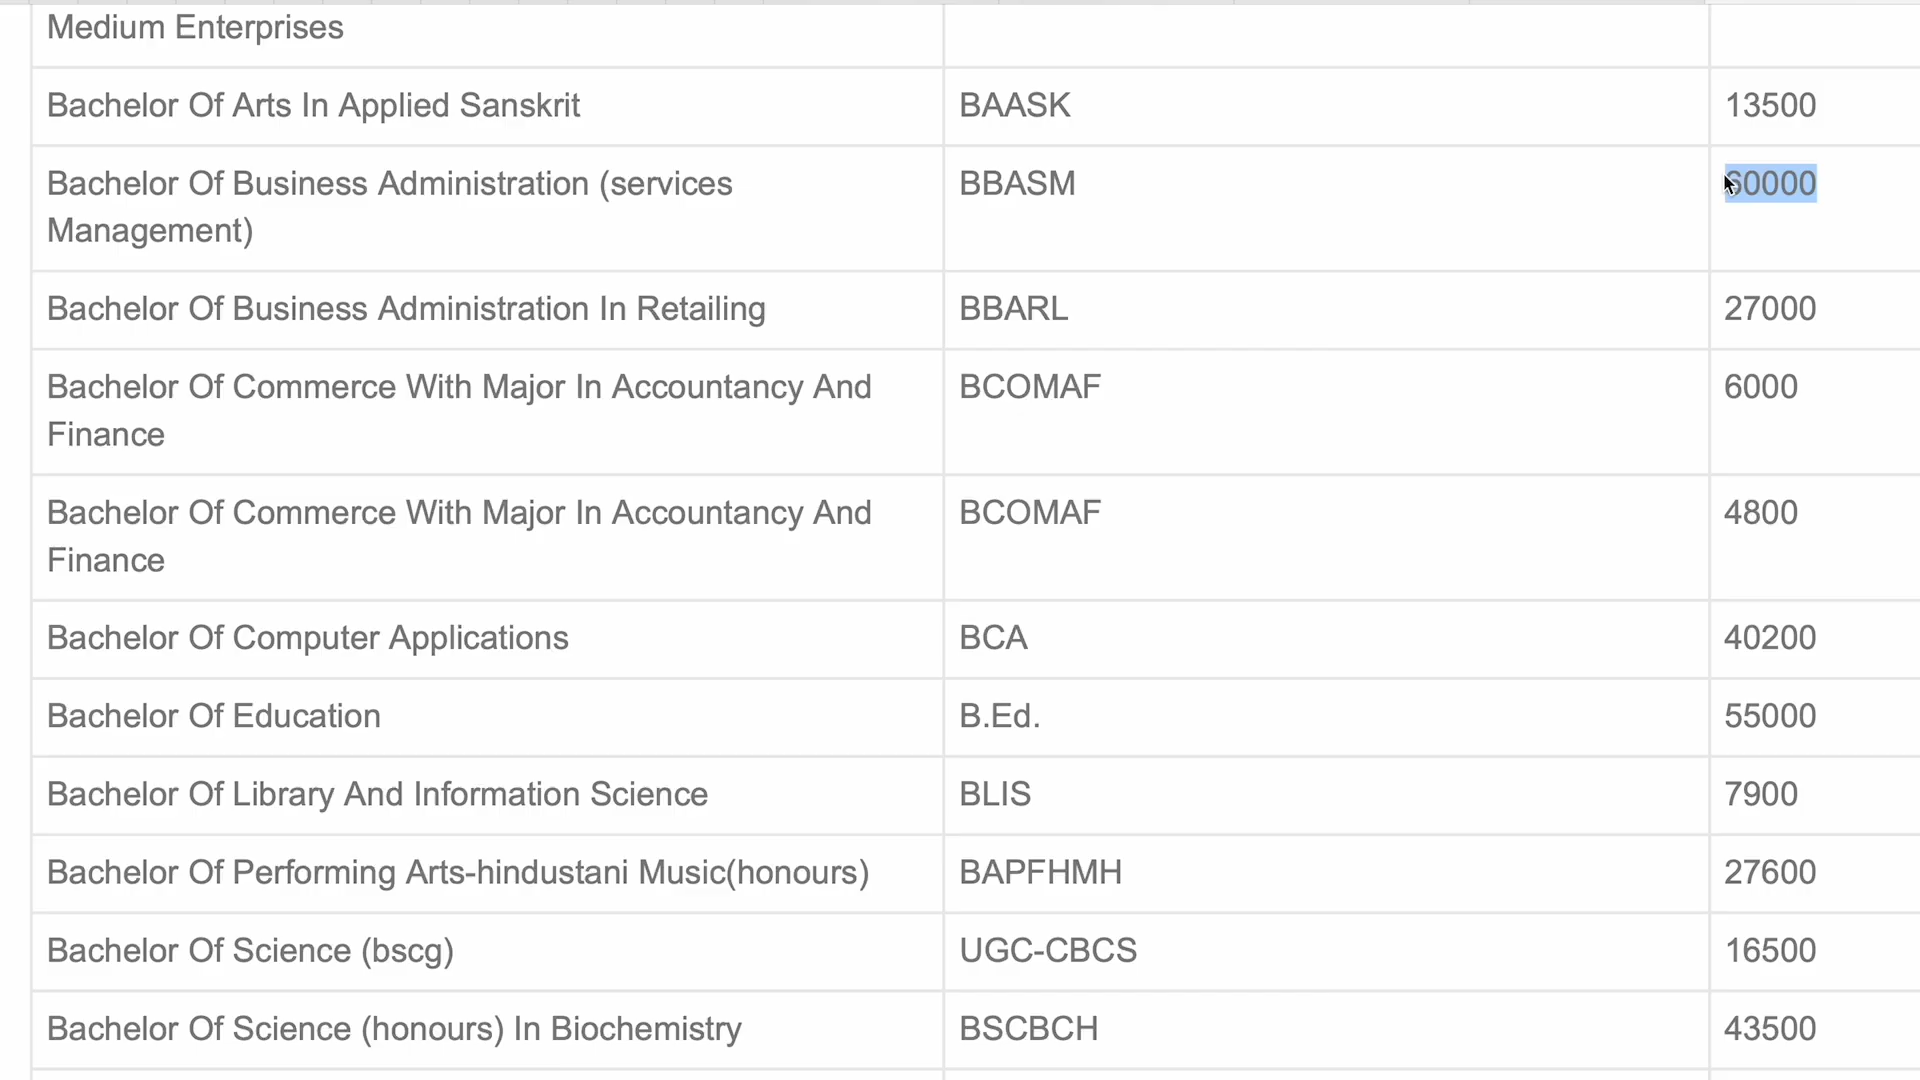 Medium Enterprises
Bachelor Of Arts In Applied Sanskrit BAASK 13500
Bachelor Of Business Administration (services BBASM 60000
Management)
Bachelor Of Business Administration In Retailing BBARL 27000
Bachelor Of Commerce With Major In Accountancy And BCOMAF 6000
Finance
Bachelor Of Commerce With Major In Accountancy And BCOMAF 4800
Finance
Bachelor Of Computer Applications BCA 40200
Bachelor Of Education B.Ed. 55000
Bachelor Of Library And Information Science BLIS 7900
Bachelor Of Performing Arts-hindustani Music(honours) BAPFHMH 27600
Bachelor Of Science (bscg) UGC-CBCS 16500
Bachelor Of Science (honours) In Biochemistry BSCBCH 43500